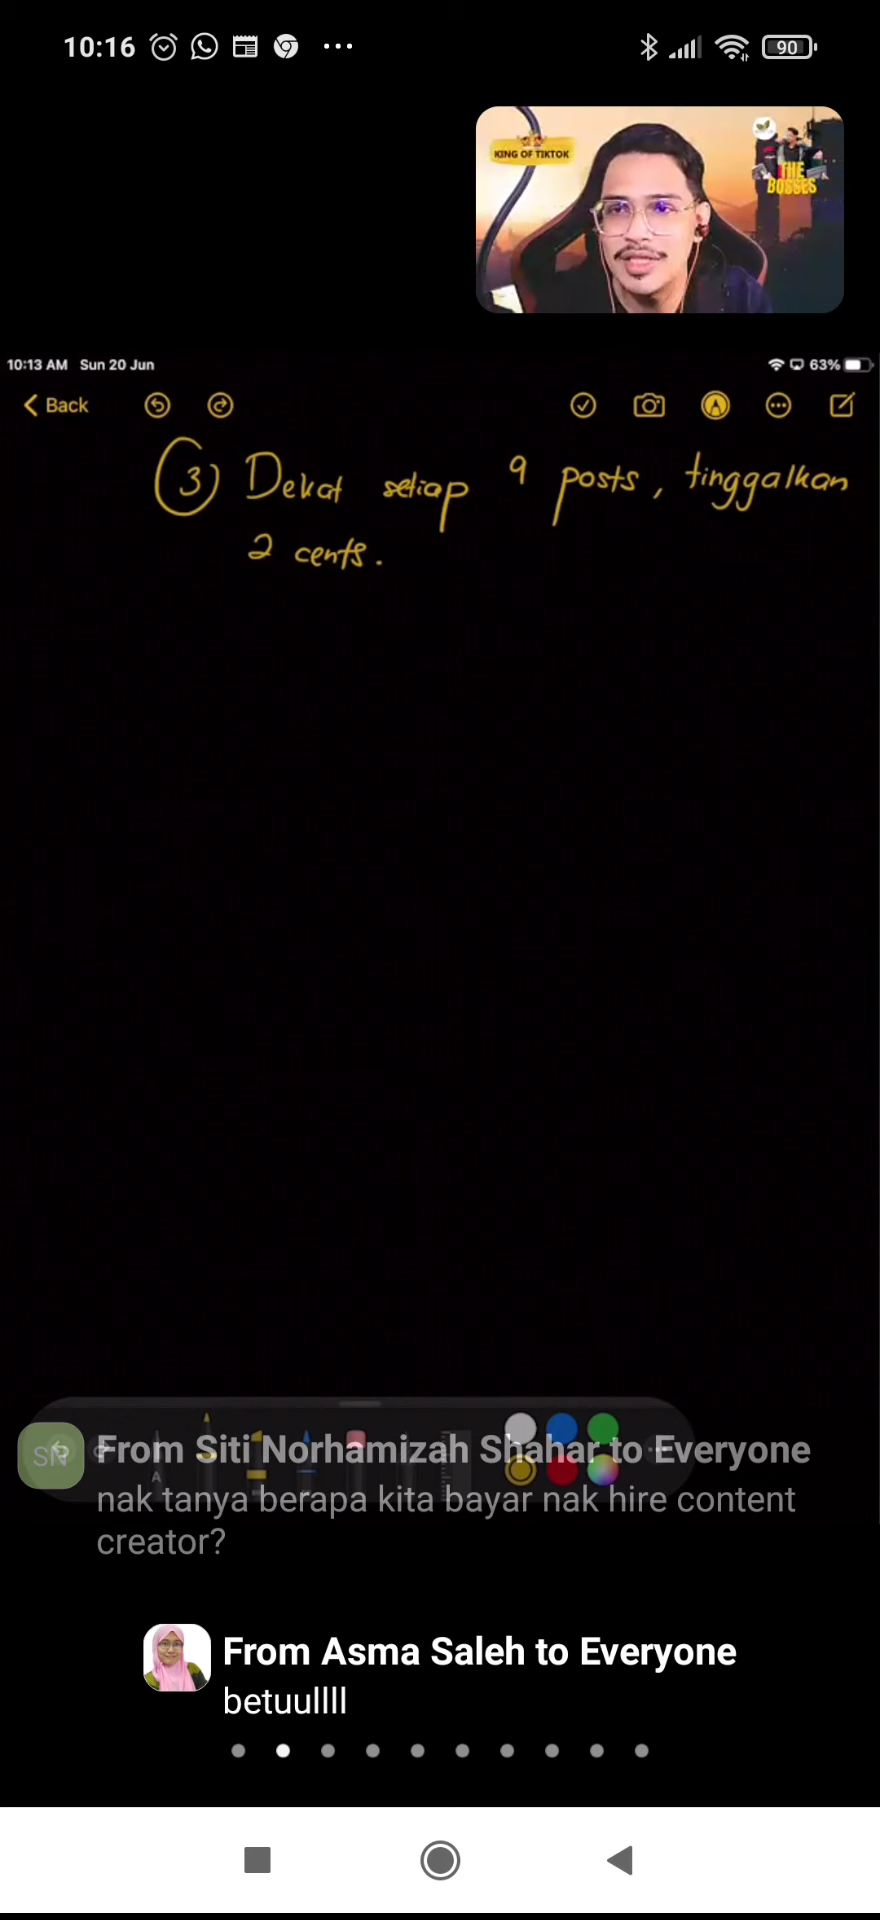 10:16
90
KING OF TIKTOK
THE
BOSSES
10:13 AM Sun 20 Jun
63%
Back
3 Dekat setiap 9 posts, tinggalkan
2 cents.
SN
From Siti Norhamizah Shahar to Everyone
nak tanya berapa kita bayar nak hire content
creator?
From Asma Saleh to Everyone
betuullll